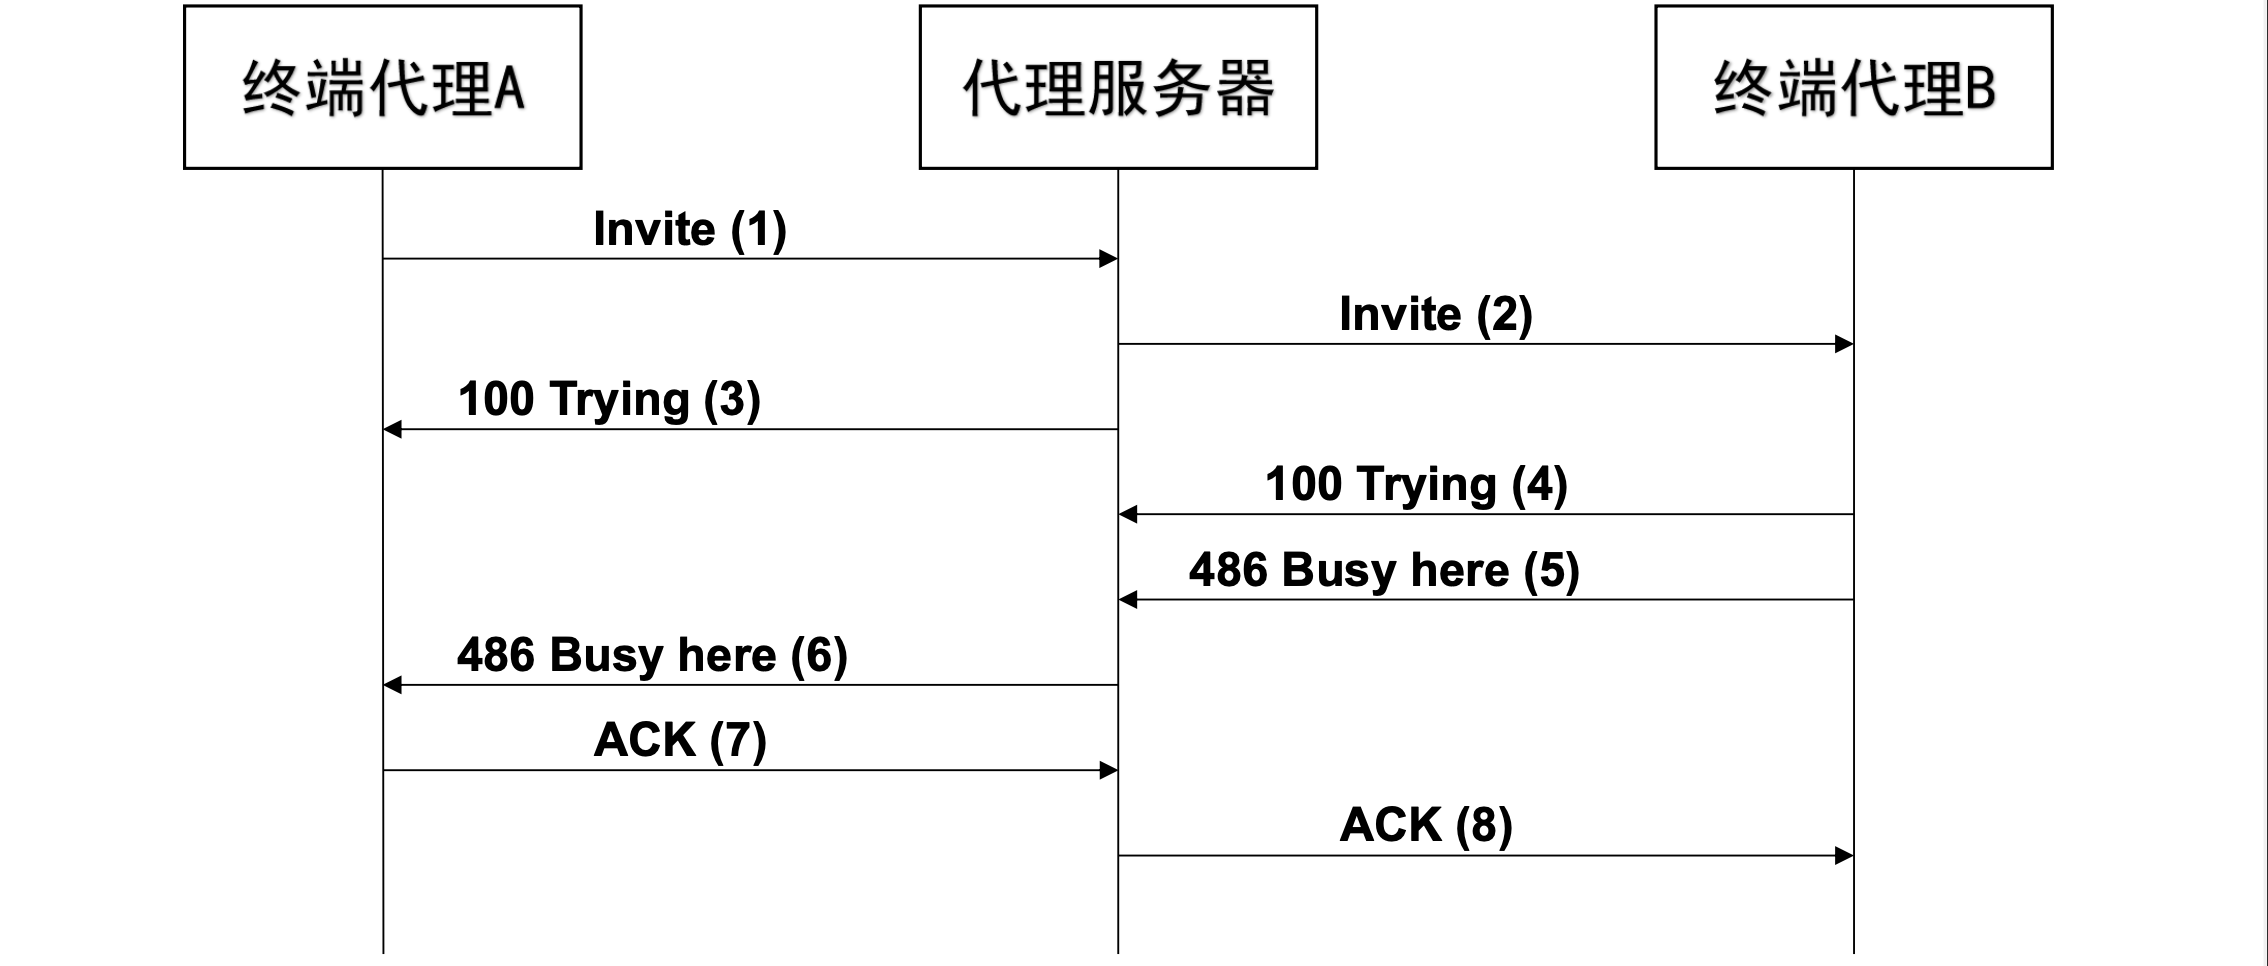 终端代理A
代理服务器
终端代理B
Invite (1)
Invite (2)
100 Trying (3)
100 Trying (4)
486 Busy here (5)
486 Busy here (6)
ACK (7)
ACK (8)